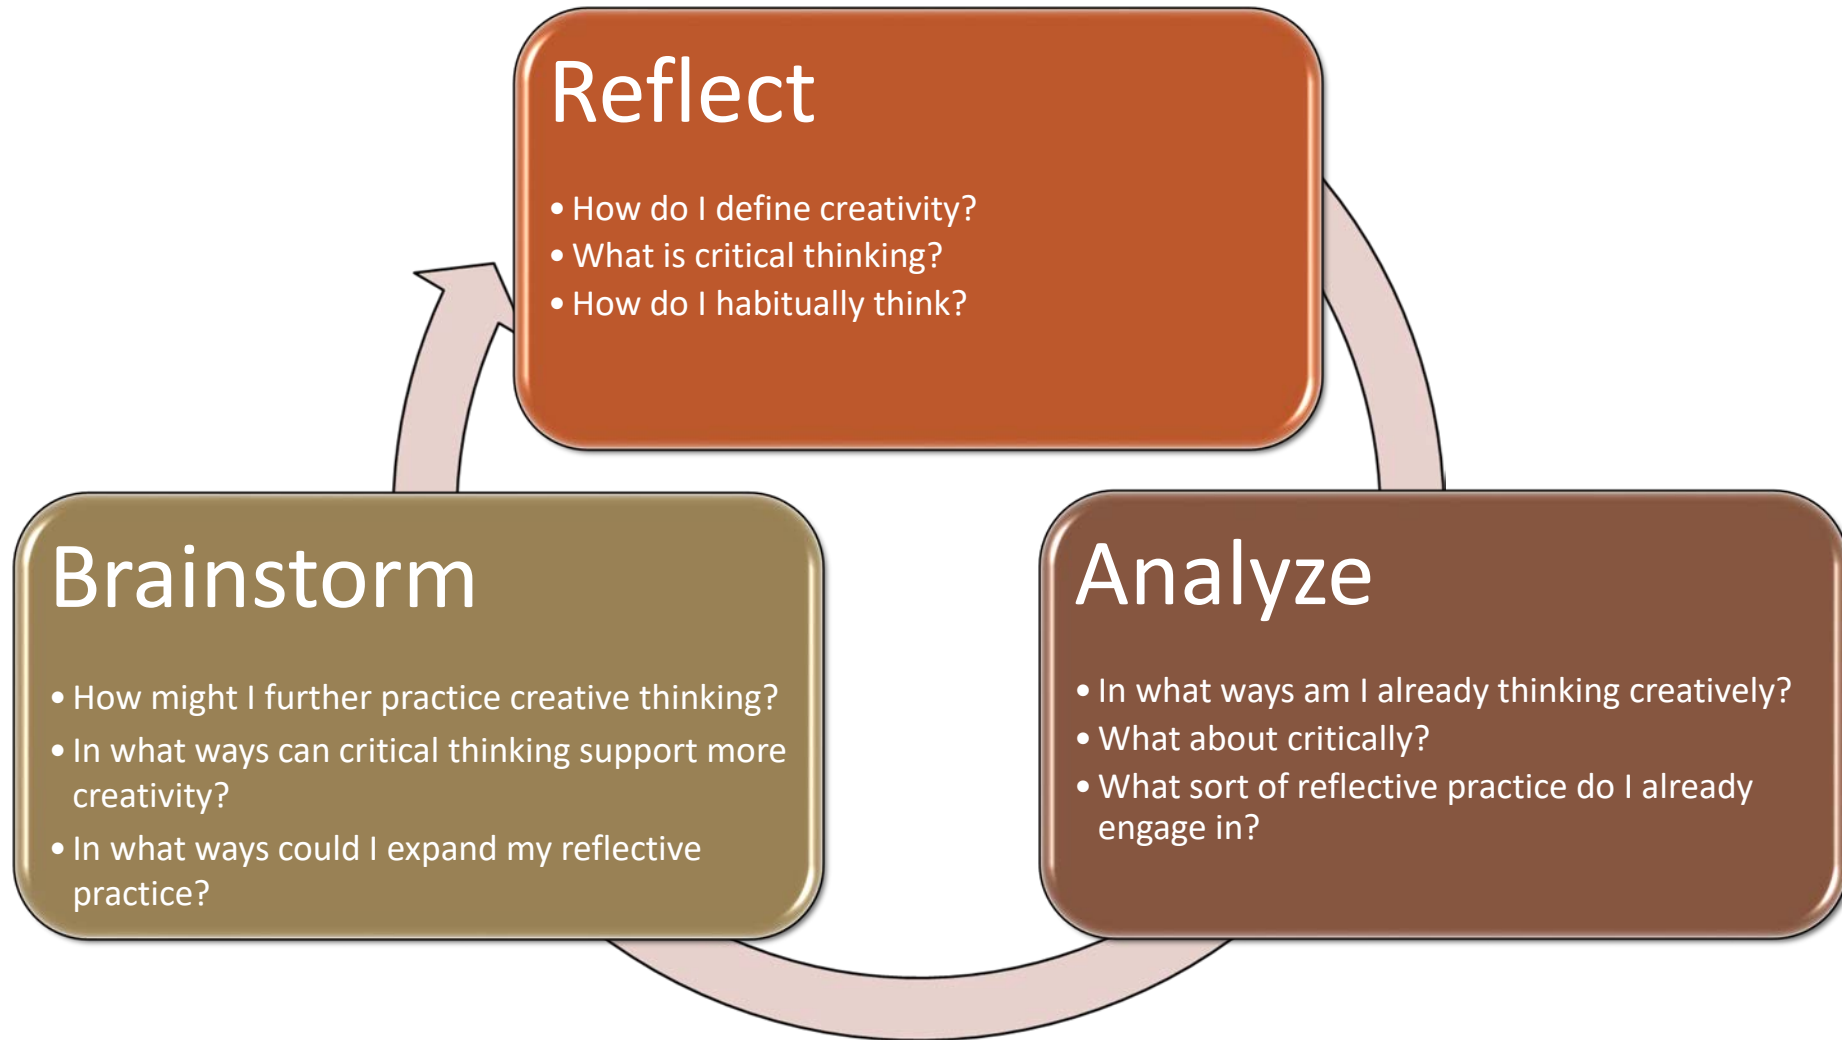 Reflect
• How do I define creativity?
• What is critical thinking?
• How do I habitually think?
Analyze
• In what ways am I already thinking creatively?
• What about critically?
• What sort of reflective practice do I already
engage in?
Brainstorm
• How might I further practice creative thinking?
• In what ways can critical thinking support more
creativity?
• In what ways could I expand my reflective
practice?